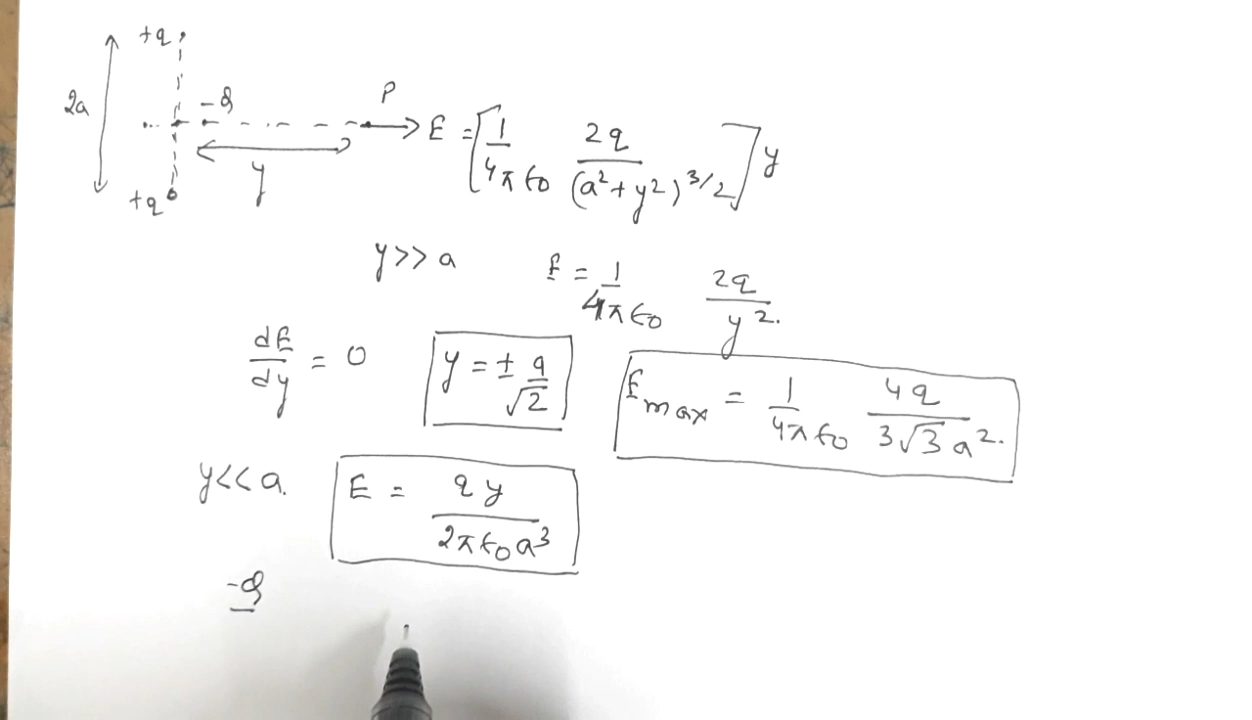 +q
2a
-Q
P
E = [1/4πε0 2q/(a²+y²)^3/2] y
y
+q
y>>a E = 1/4πε0 2q/y².
dE/dy = 0 y = ± a/√2 Emax = 1/4πε0 4q/3√3 a².
y<<a. E = qy/2πε0a³
-Q